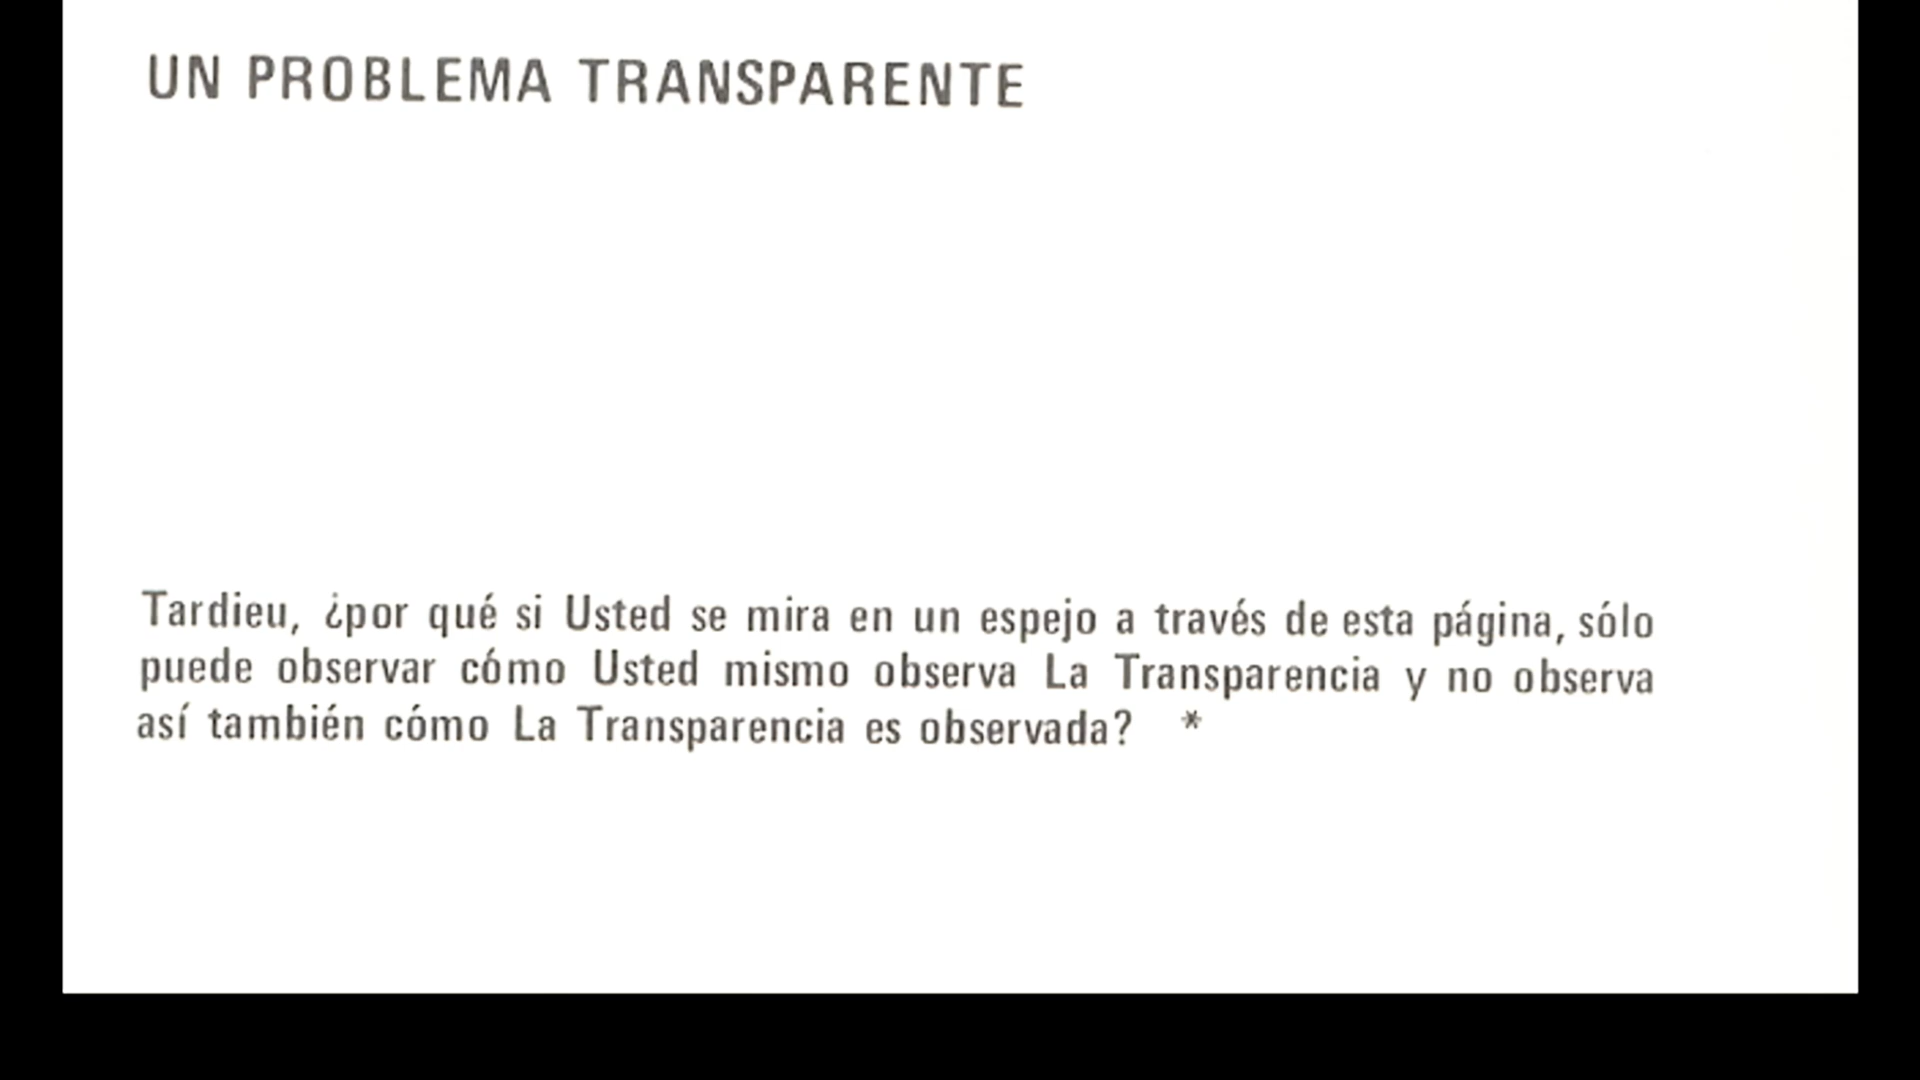 UN PROBLEMA TRANSPARENTE
Tardieu, ¿por qué si Usted se mira en un espejo a través de esta página, sólo
puede observar cómo Usted mismo observa La Transparencia y no observa
así también cómo La Transparencia es observada? *